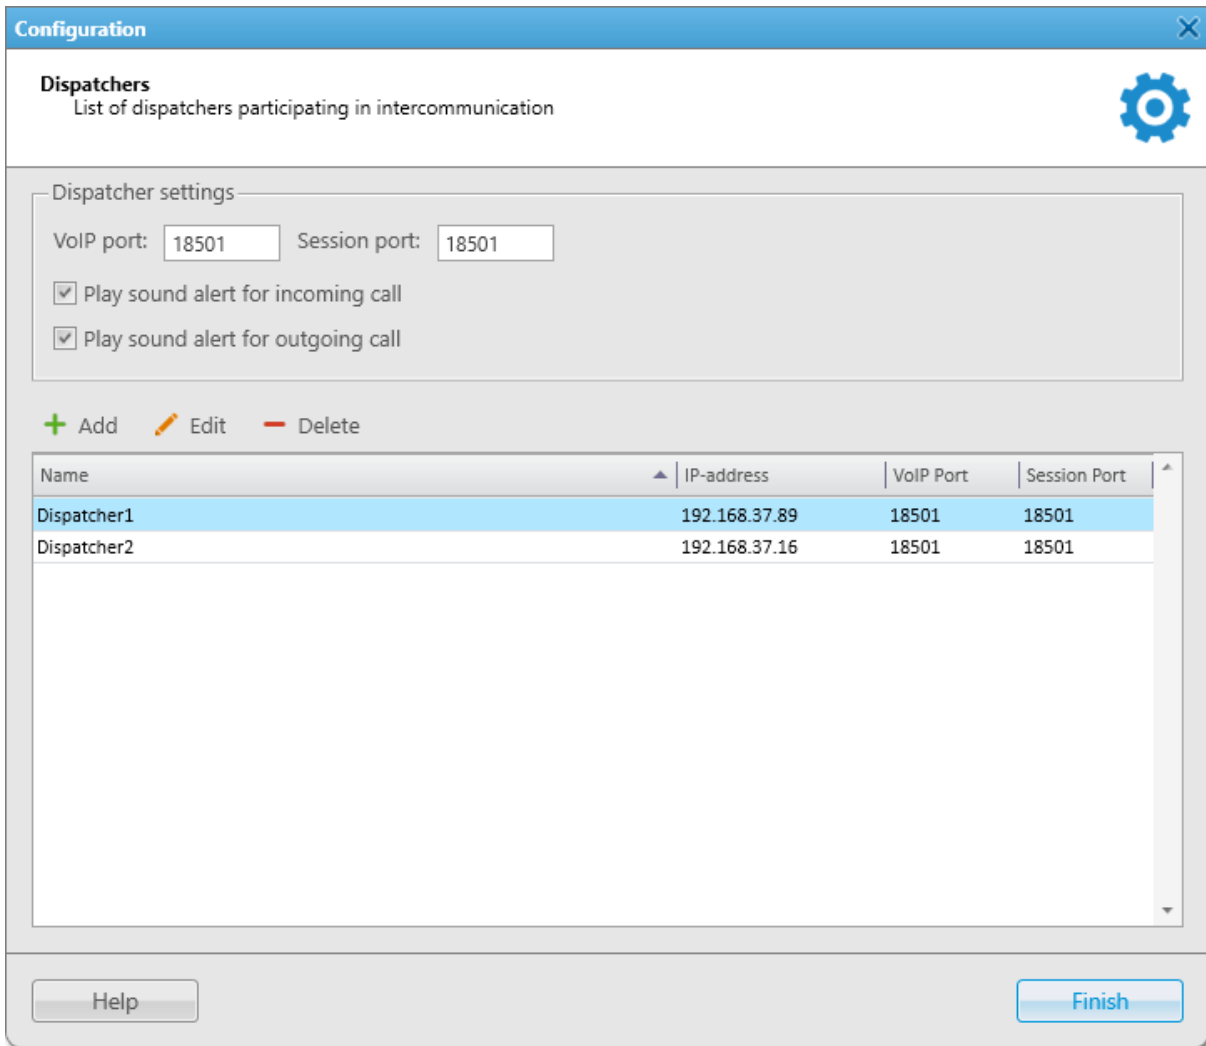 Configuration
Dispatchers
List of dispatchers participating in intercommunication
Dispatcher settings
VoIP port: 18501 Session port: 18501
Play sound alert for incoming call
Play sound alert for outgoing call
Add Edit Delete
Name IP-address VoIP Port Session Port
Dispatcher1 192.168.37.89 18501 18501
Dispatcher2 192.168.37.16 18501 18501
Help Finish